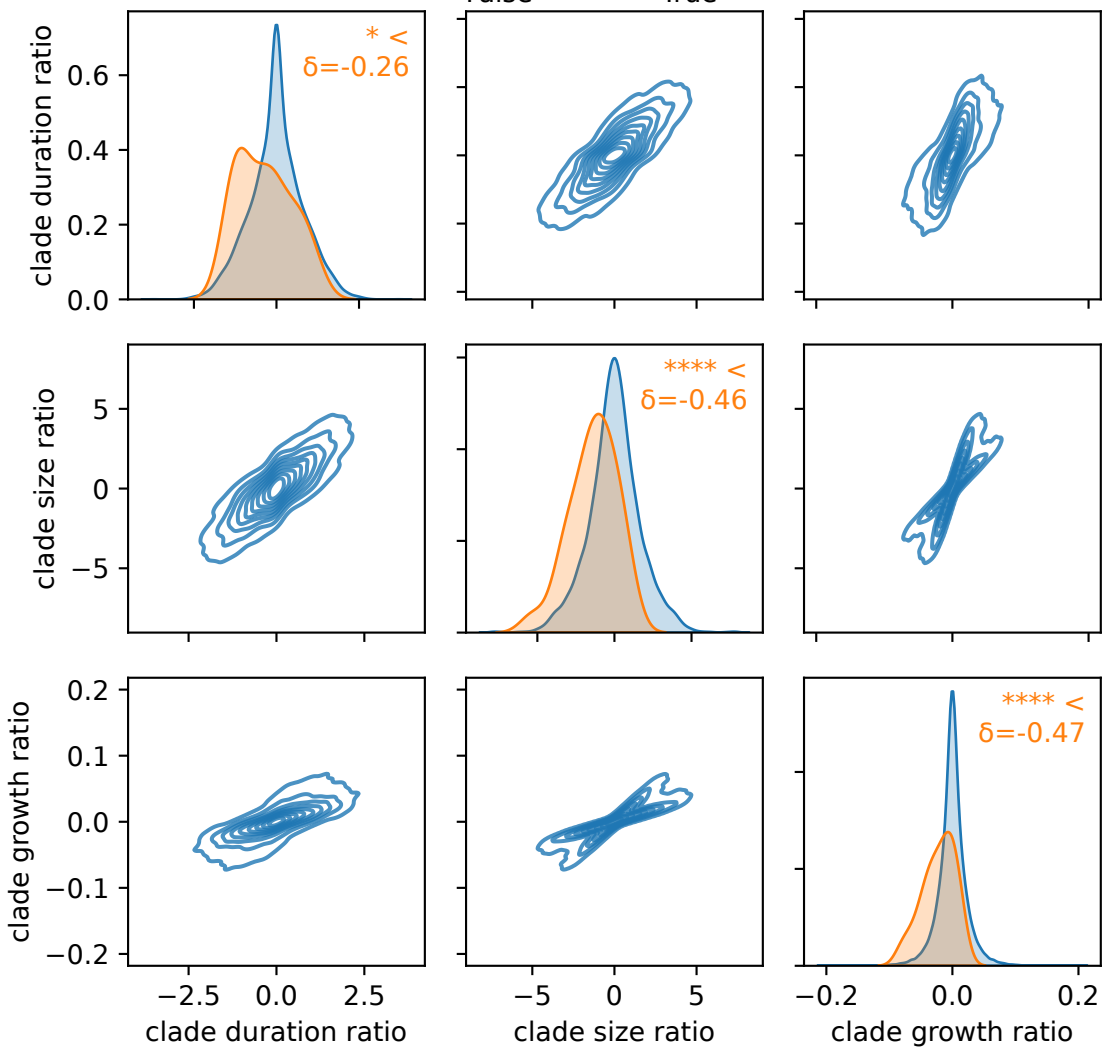 clade duration ratio
0.6
0.4
0.2
0.0
* <
δ=-0.26
clade size ratio
5
0
−5
**** <
δ=-0.46
clade growth ratio
0.2
0.1
0.0
−0.1
−0.2
**** <
δ=-0.47
−2.5 0.0 2.5
−5 0 5
−0.2 0.0 0.2
clade duration ratio
clade size ratio
clade growth ratio